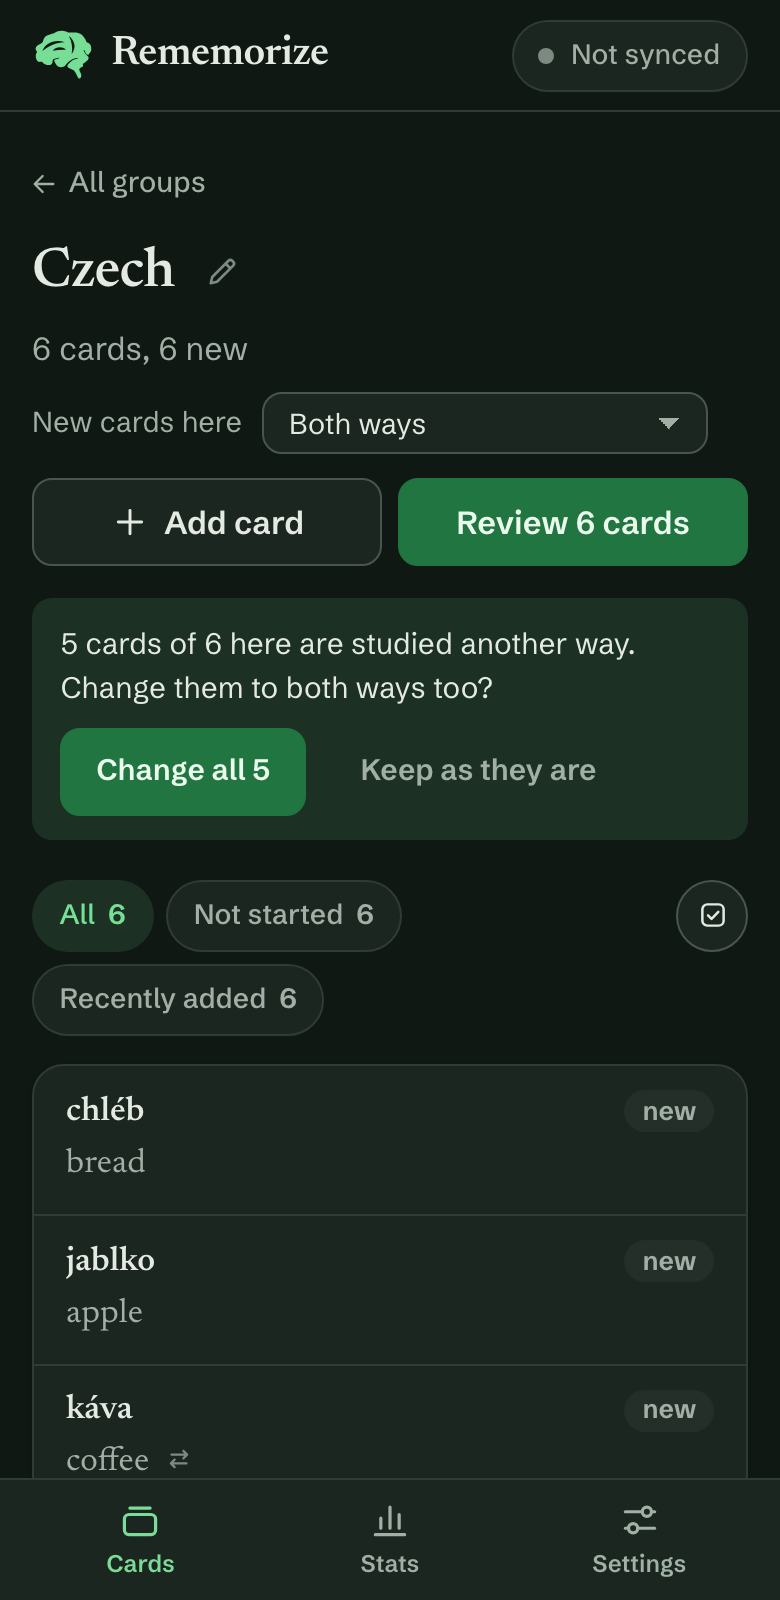 Rememorize
Not synced
← All groups
Czech
6 cards, 6 new
New cards here
Both ways
+ Add card
Review 6 cards
5 cards of 6 here are studied another way.
Change them to both ways too?
Change all 5
Keep as they are
All 6
Not started 6
Recently added 6
chléb
new
bread
jablko
new
apple
káva
new
coffee ⇄
Cards
Stats
Settings